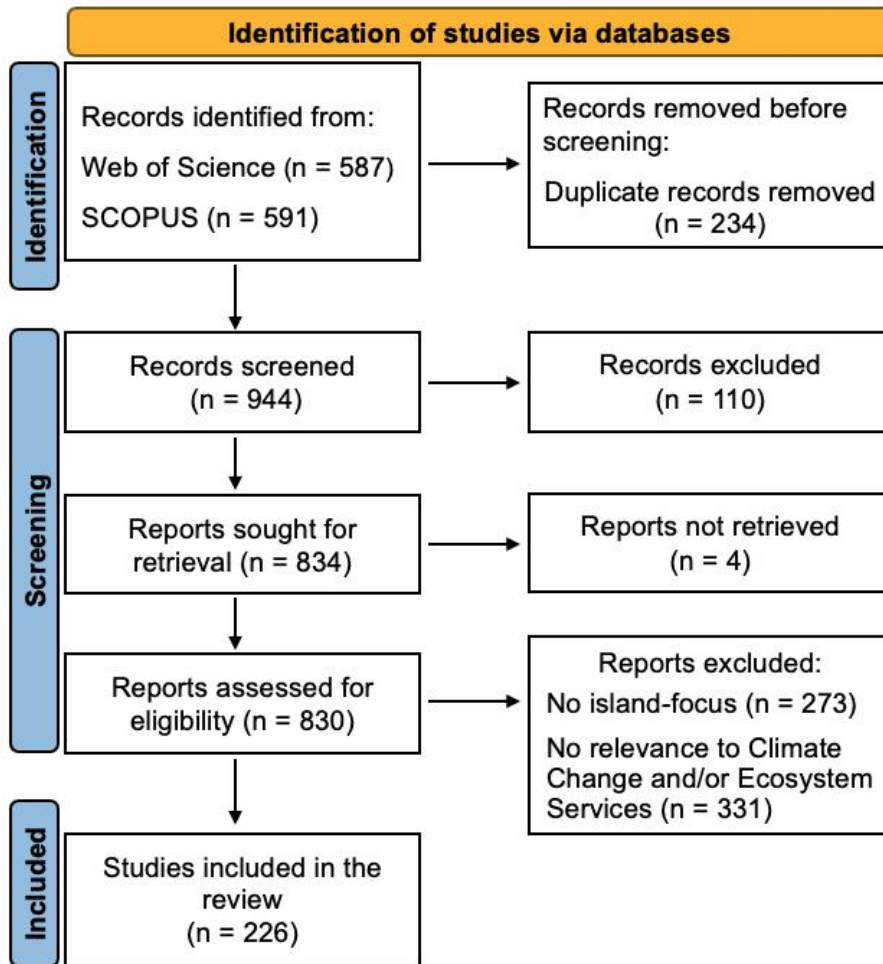 Identification of studies via databases
Identification
Records identified from:
Web of Science (n = 587)
SCOPUS (n = 591)
Records removed before
screening:
Duplicate records removed
(n = 234)
Screening
Records screened
(n = 944)
Records excluded
(n = 110)
Reports sought for
retrieval (n = 834)
Reports not retrieved
(n = 4)
Reports assessed for
eligibility (n = 830)
Reports excluded:
No island-focus (n = 273)
No relevance to Climate
Change and/or Ecosystem
Services (n = 331)
Included
Studies included in the
review
(n = 226)